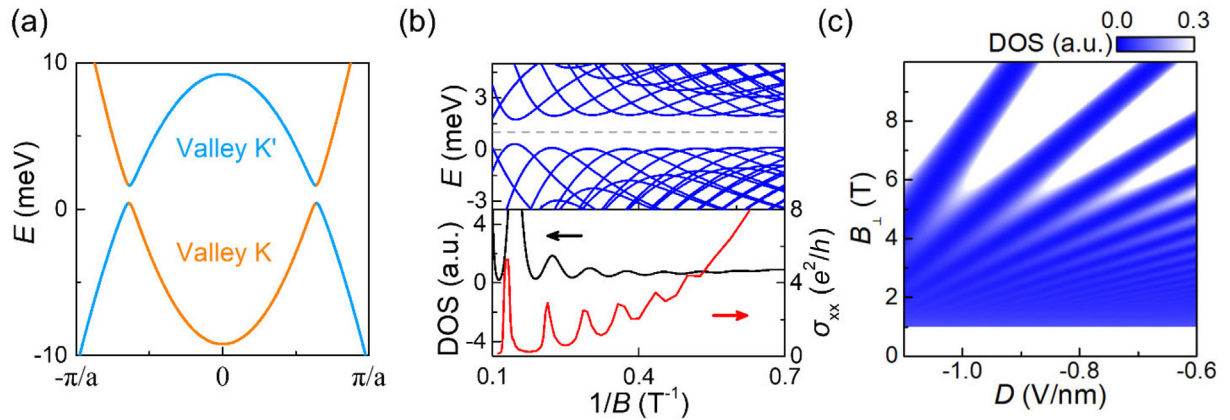 (a)
10
0
-10
E (meV)
Valley K'
Valley K
-π/a
0
π/a
(b)
3
0
-3
E (meV)
4
0
-4
DOS (a.u.)
8
4
0
σxx (e²/h)
0.1
0.4
0.7
1/B (T⁻¹)
(c)
0.0
0.3
DOS (a.u.)
8
6
4
2
0
B⊥ (T)
-1.0
-0.8
-0.6
D (V/nm)